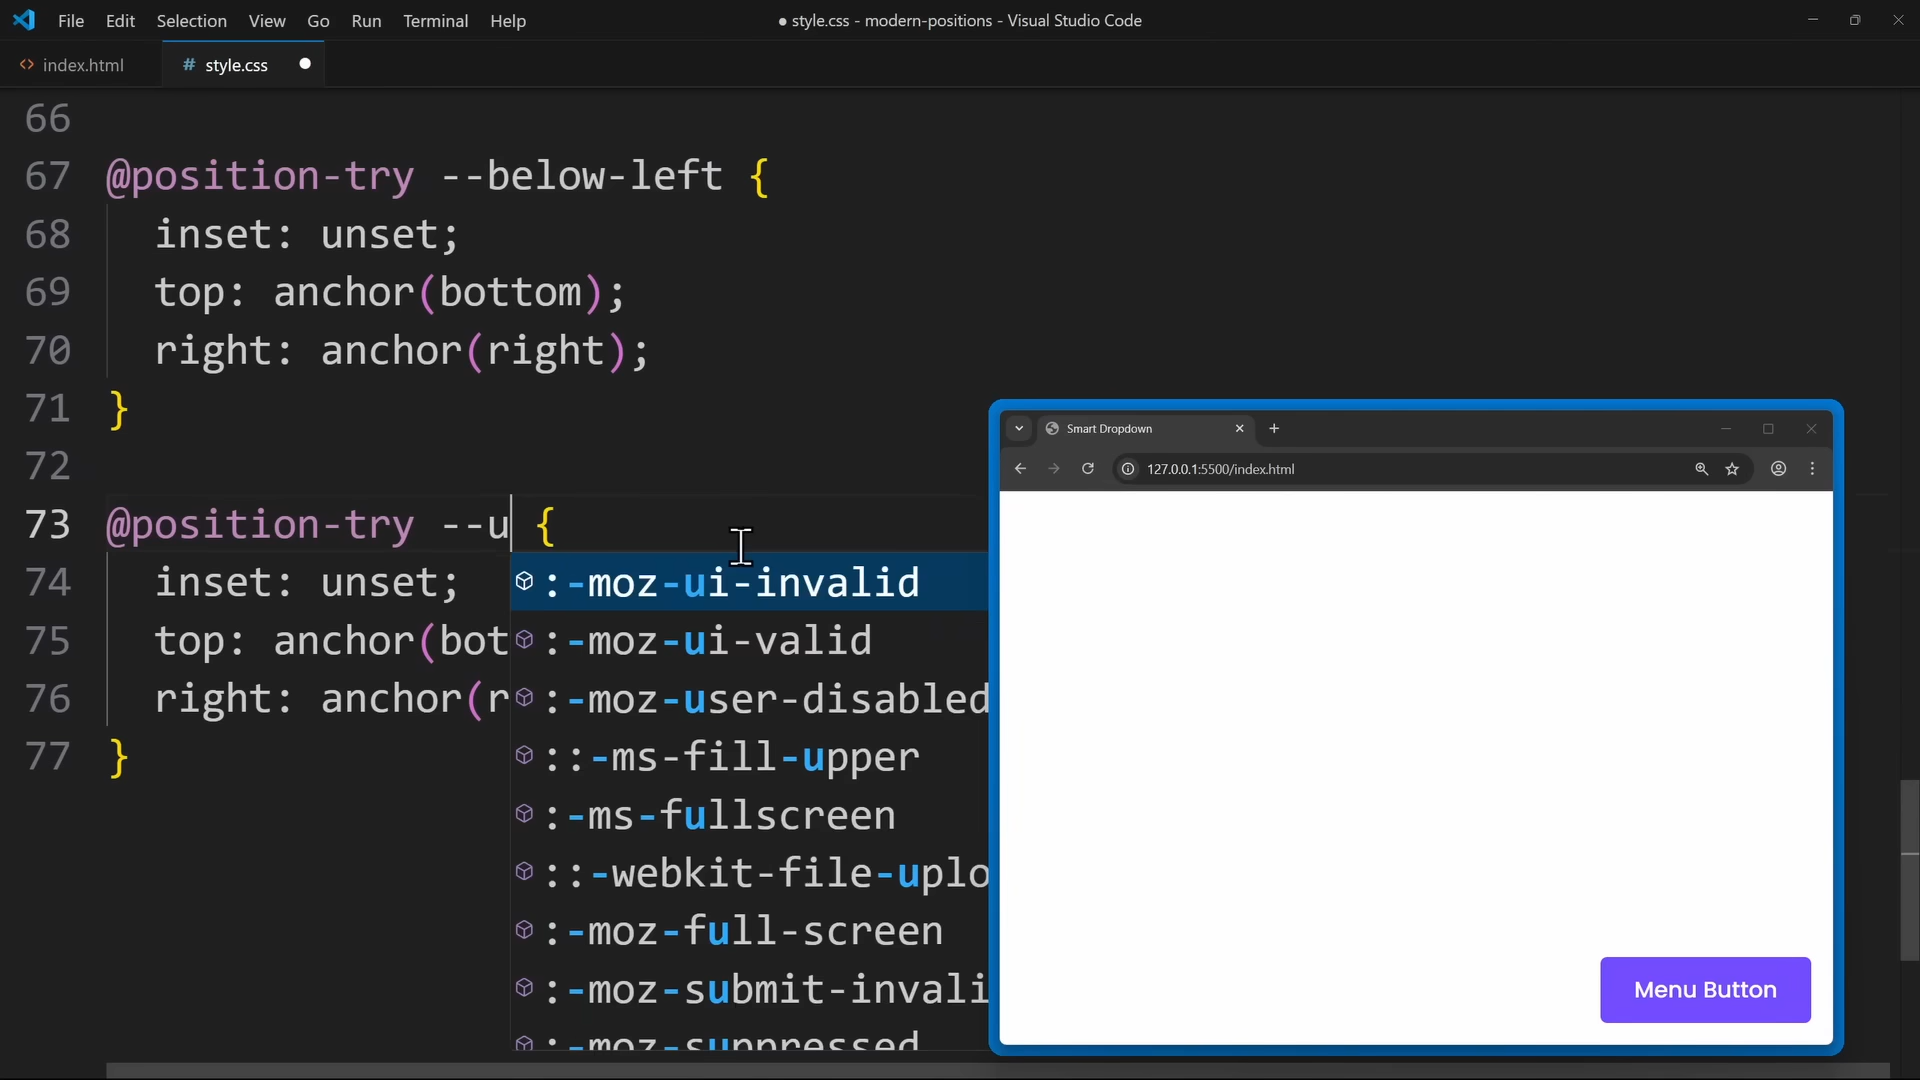 File Edit Selection View Go Run Terminal Help
● style.css - modern-positions - Visual Studio Code
<> index.html
# style.css
66
67 @position-try --below-left {
68 inset: unset;
69 top: anchor(bottom);
70 right: anchor(right);
71 }
72
73 @position-try --u {
74 inset: unset;
75 top: anchor(bot
76 right: anchor(r
77 }
:-moz-ui-invalid
:-moz-ui-valid
:-moz-user-disabled
::-ms-fill-upper
:-ms-fullscreen
::-webkit-file-uplo
:-moz-full-screen
:-moz-submit-invali
:-moz-suppressed
Smart Dropdown
127.0.0.1:5500/index.html
Menu Button